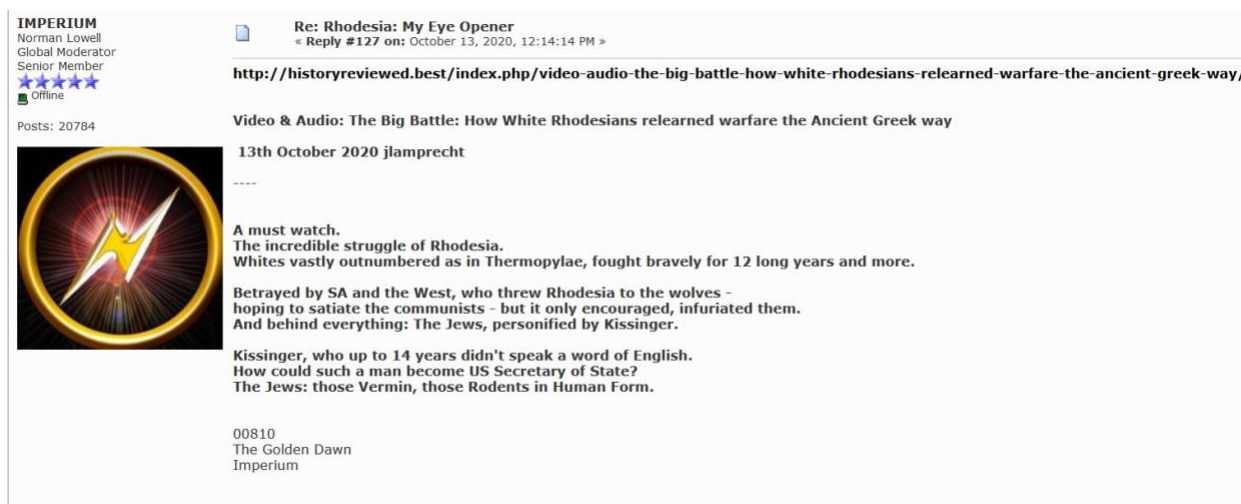 IMPERIUM
Norman Lowell
Global Moderator
Senior Member
Offline
Posts: 20784
Re: Rhodesia: My Eye Opener
« Reply #127 on: October 13, 2020, 12:14:14 PM »
http://historyreviewed.best/index.php/video-audio-the-big-battle-how-white-rhodesians-relearned-warfare-the-ancient-greek-way/
Video & Audio: The Big Battle: How White Rhodesians relearned warfare the Ancient Greek way
13th October 2020 jlamprecht
----
A must watch.
The incredible struggle of Rhodesia.
Whites vastly outnumbered as in Thermopylae, fought bravely for 12 long years and more.
Betrayed by SA and the West, who threw Rhodesia to the wolves -
hoping to satiate the communists - but it only encouraged, infuriated them.
And behind everything: The Jews, personified by Kissinger.
Kissinger, who up to 14 years didn't speak a word of English.
How could such a man become US Secretary of State?
The Jews: those Vermin, those Rodents in Human Form.
00810
The Golden Dawn
Imperium